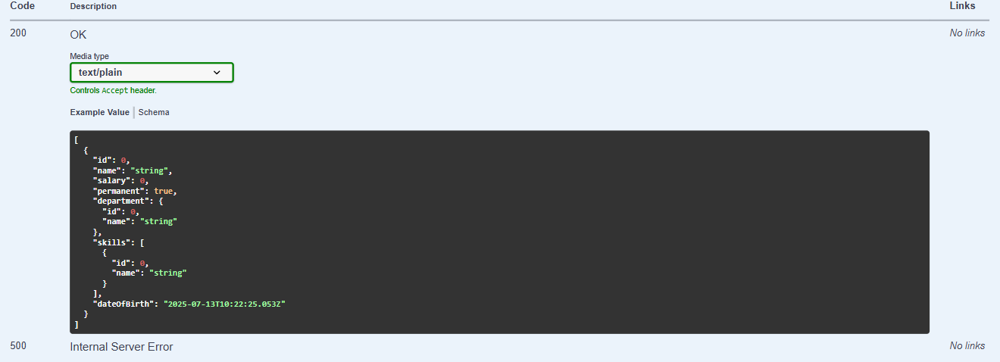 Code Description Links
200 OK No links
Media type
text/plain
Controls Accept header.
Example Value | Schema
[
  {
    "id": 0,
    "name": "string",
    "salary": 0,
    "permanent": true,
    "department": {
      "id": 0,
      "name": "string"
    },
    "skills": [
      {
        "id": 0,
        "name": "string"
      }
    ],
    "dateOfBirth": "2025-07-13T10:22:25.053Z"
  }
]
500 Internal Server Error No links